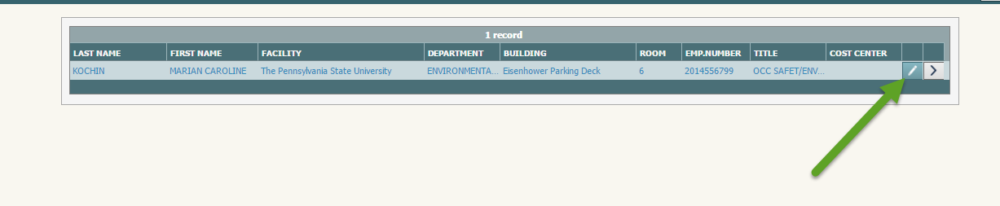 1 record
LAST NAME FIRST NAME FACILITY DEPARTMENT BUILDING ROOM EMP.NUMBER TITLE COST CENTER
KOCHIN MARIAN CAROLINE The Pennsylvania State University ENVIRONMENTA... Eisenhower Parking Deck 6 2014556799 OCC SAFET/ENV...